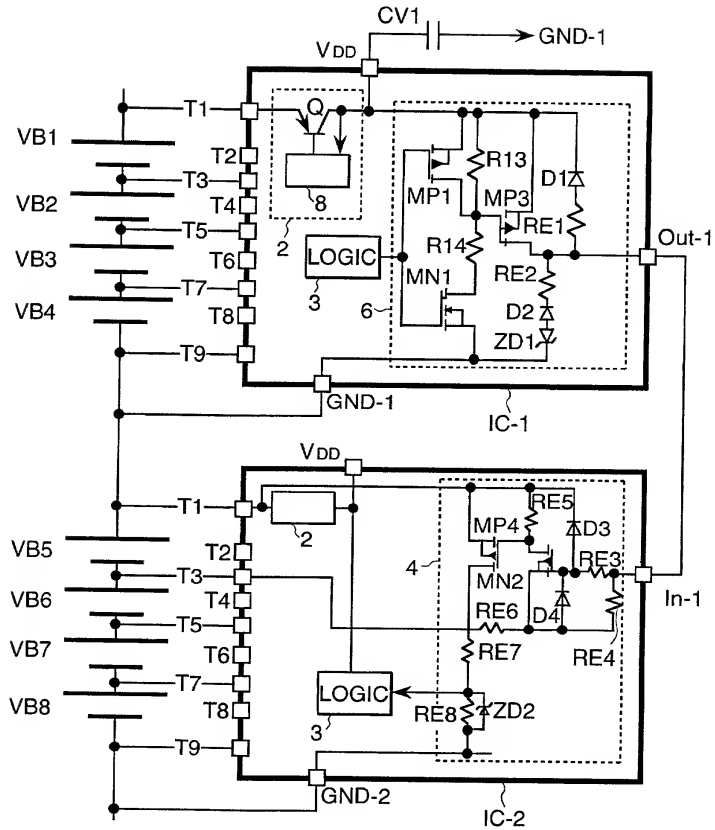 CV1
GND-1
VDD
T1
Q
VB1
T2
T3
8
2
R13
D1
MP1
MP3
VB2
T4
T5
RE1
Out-1
LOGIC
R14
VB3
T6
3
MN1
RE2
T7
VB4
6
D2
T8
ZD1
T9
GND-1
IC-1
VDD
T1
2
RE5
MP4
D3
VB5
T2
4
RE3
T3
MN2
In-1
VB6
T4
D4
T5
RE6
RE4
VB7
T6
RE7
T7
LOGIC
VB8
T8
RE8
ZD2
3
T9
GND-2
IC-2